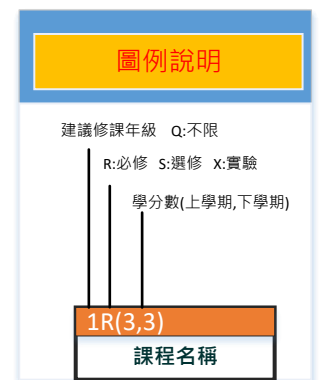 圖例說明
建議修課年級 Q:不限
R:必修 S:選修 X:實驗
學分數(上學期,下學期)
1R(3,3)
課程名稱